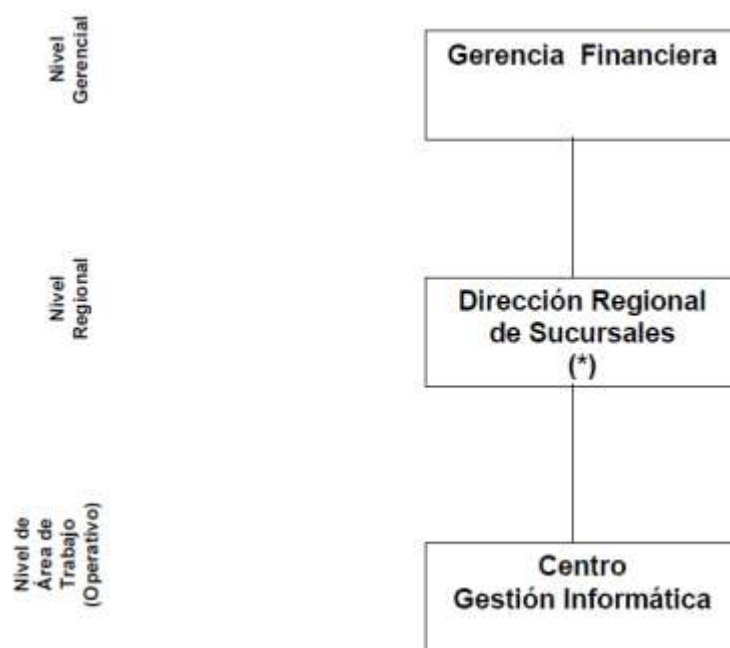 Nivel
Gerencial
Gerencia Financiera
Nivel
Regional
Dirección Regional
de Sucursales
(*)
Nivel de
Área de
Trabajo
(Operativo)
Centro
Gestión Informática